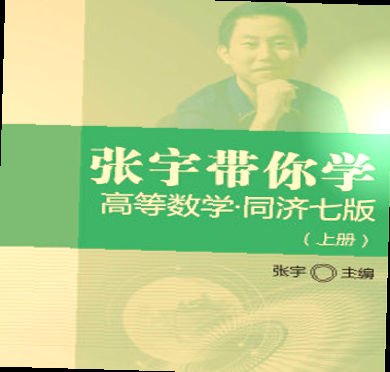 张宇带你学
高等数学·同济七版
（上册）
张宇 主编